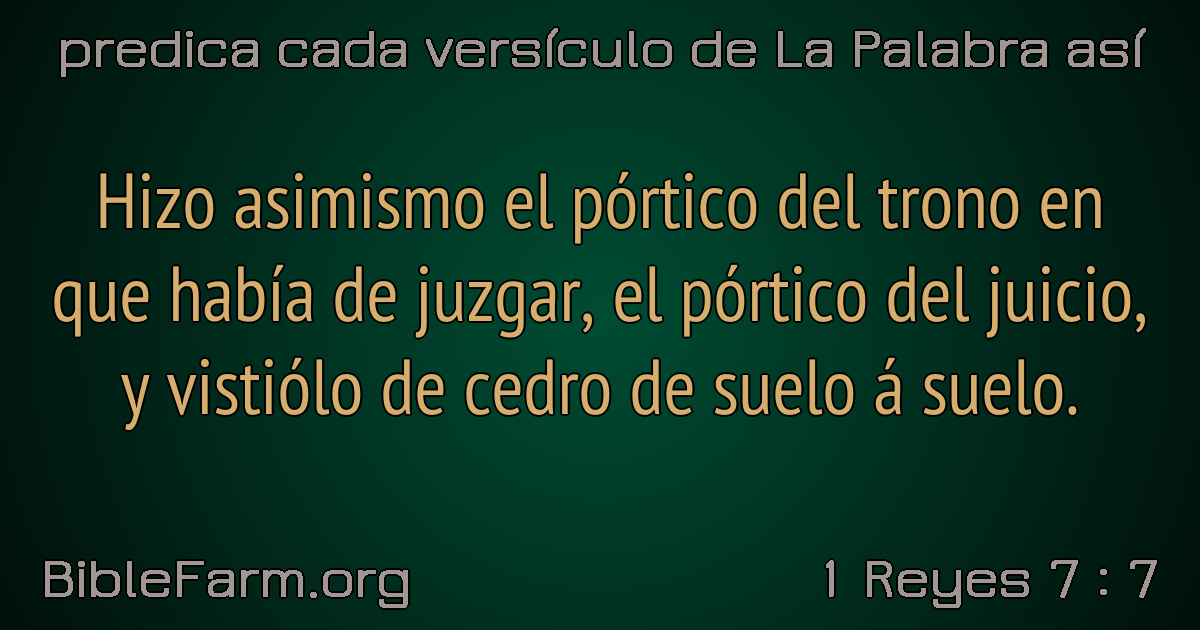 predica cada versículo de La Palabra así
Hizo asimismo el pórtico del trono en
que había de juzgar, el pórtico del juicio,
y vistiólo de cedro de suelo á suelo.
BibleFarm.org
1 Reyes 7 : 7